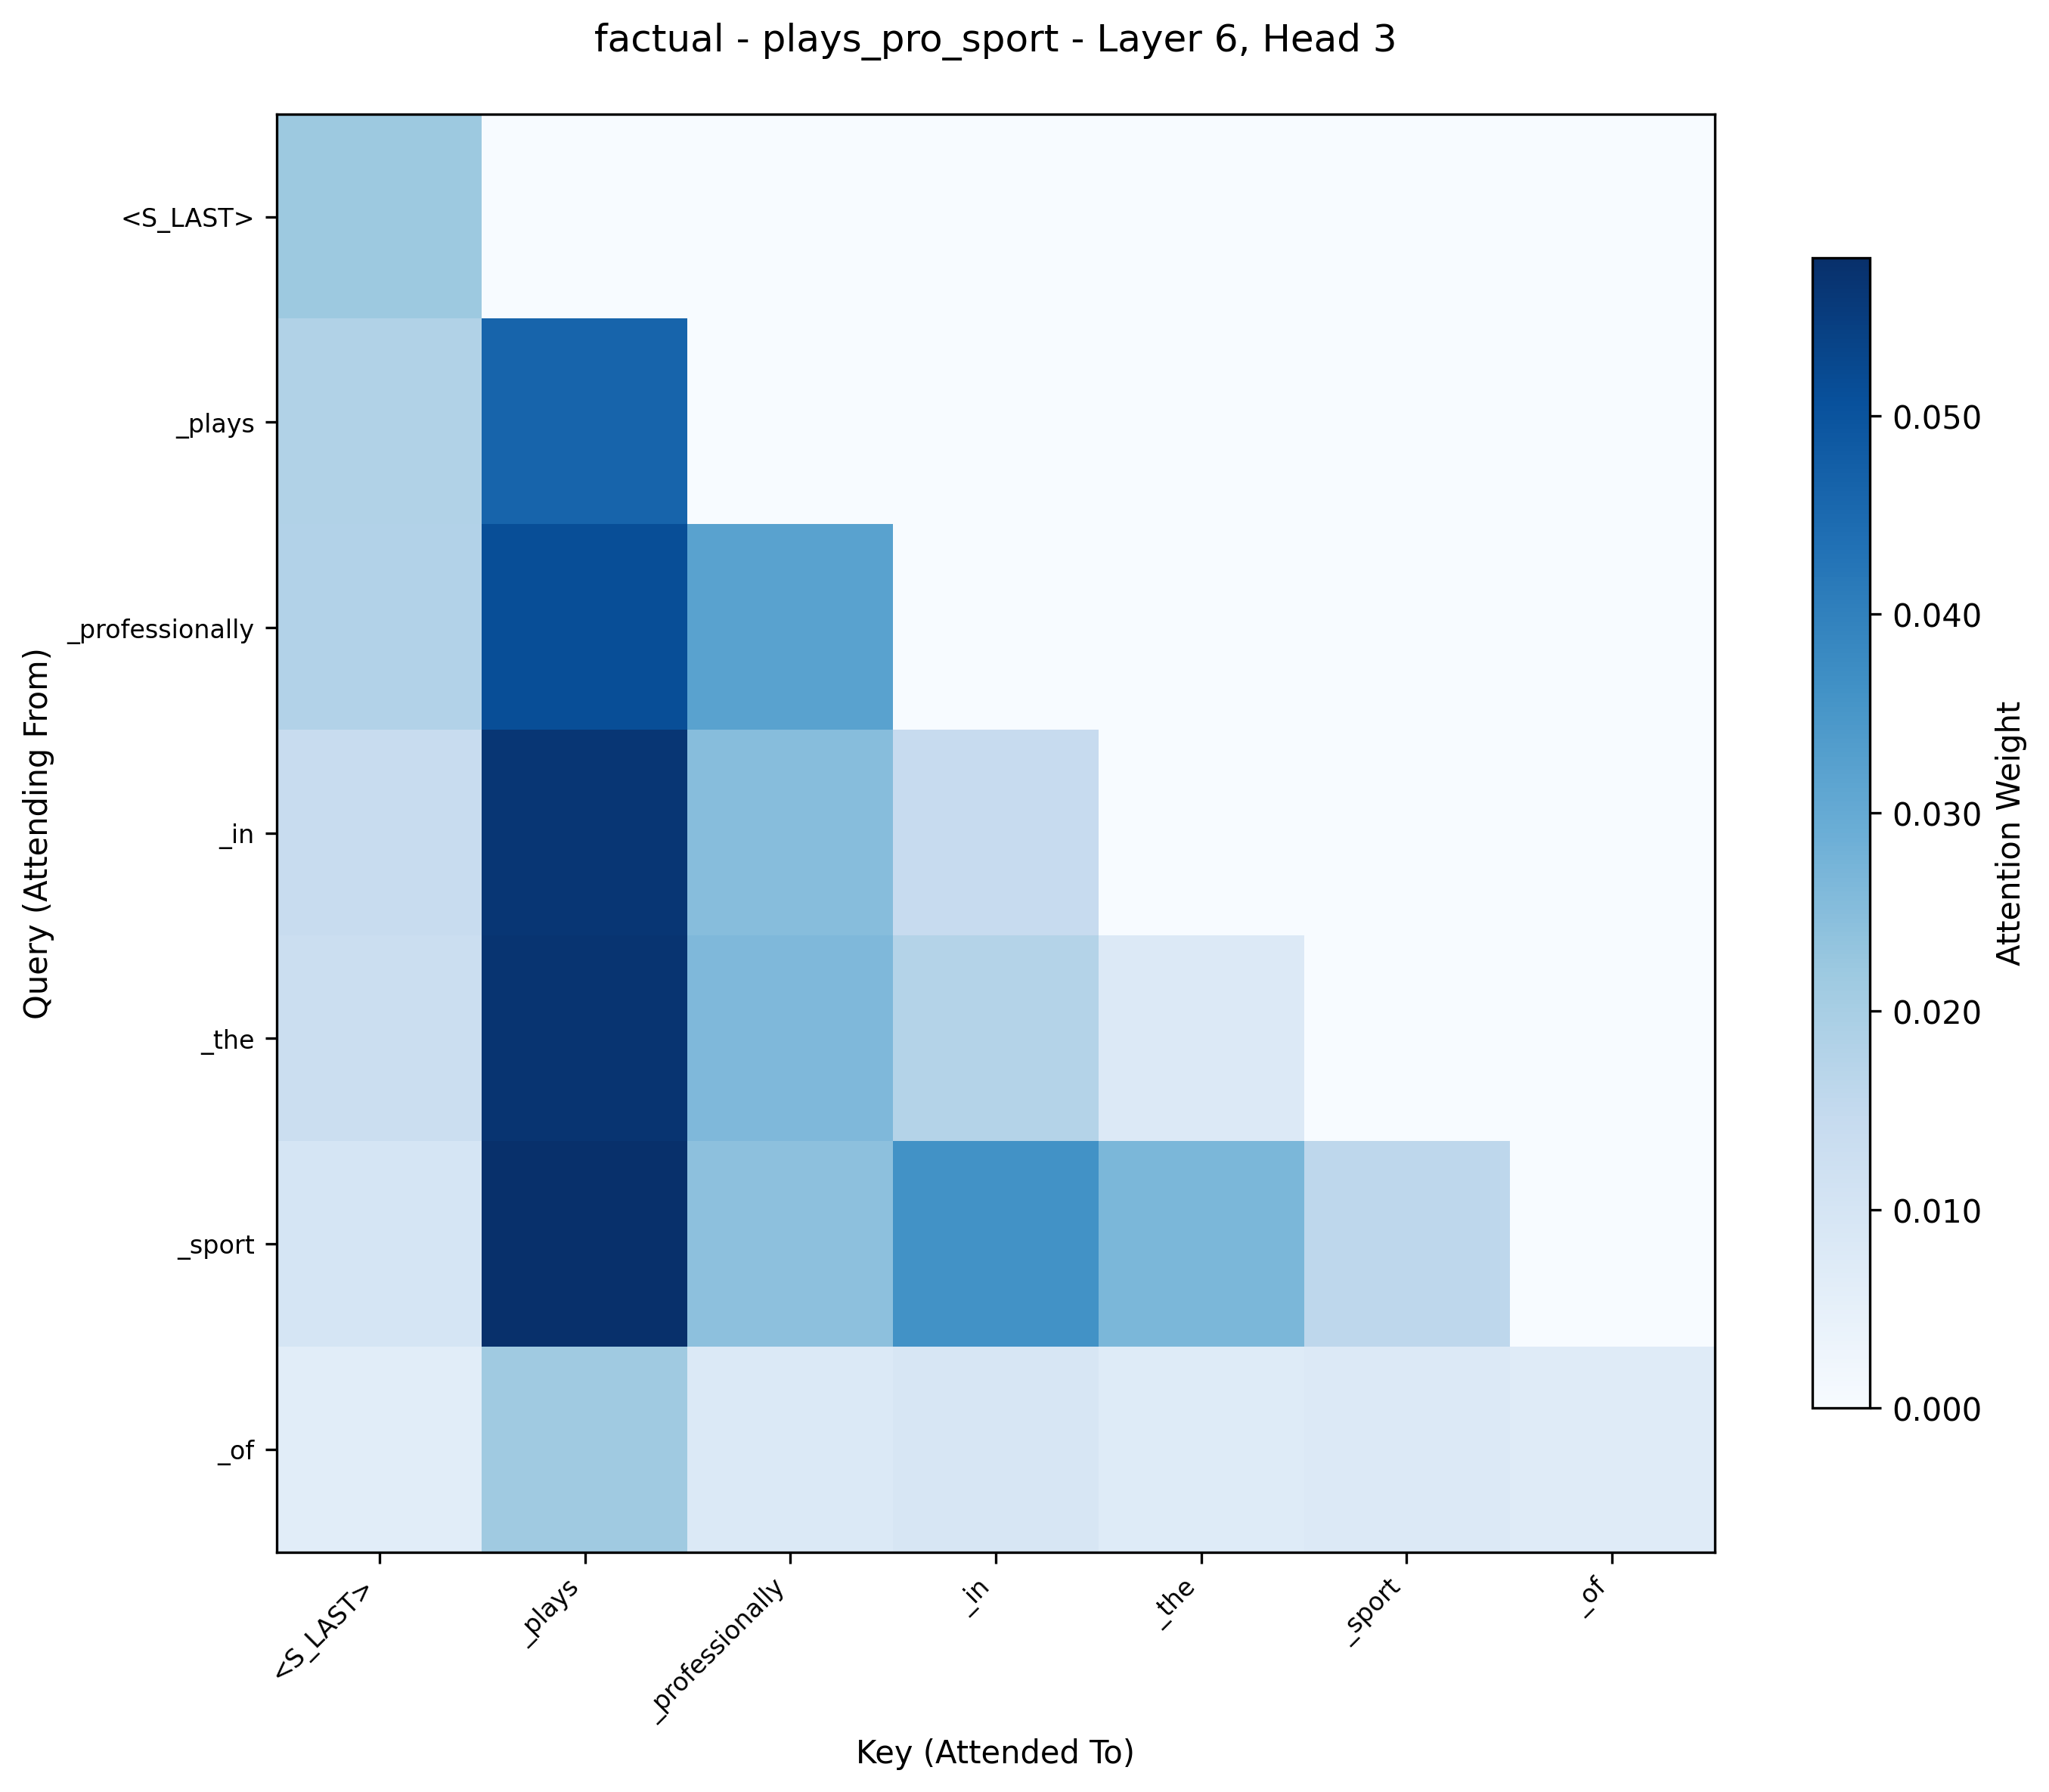 factual - plays_pro_sport - Layer 6, Head 3
Query (Attending From)
<S_LAST>
_plays
_professionally
_in
_the
_sport
_of
<S_LAST>
_plays
_professionally
_in
_the
_sport
_of
Key (Attended To)
0.050
0.040
0.030
0.020
0.010
0.000
Attention Weight